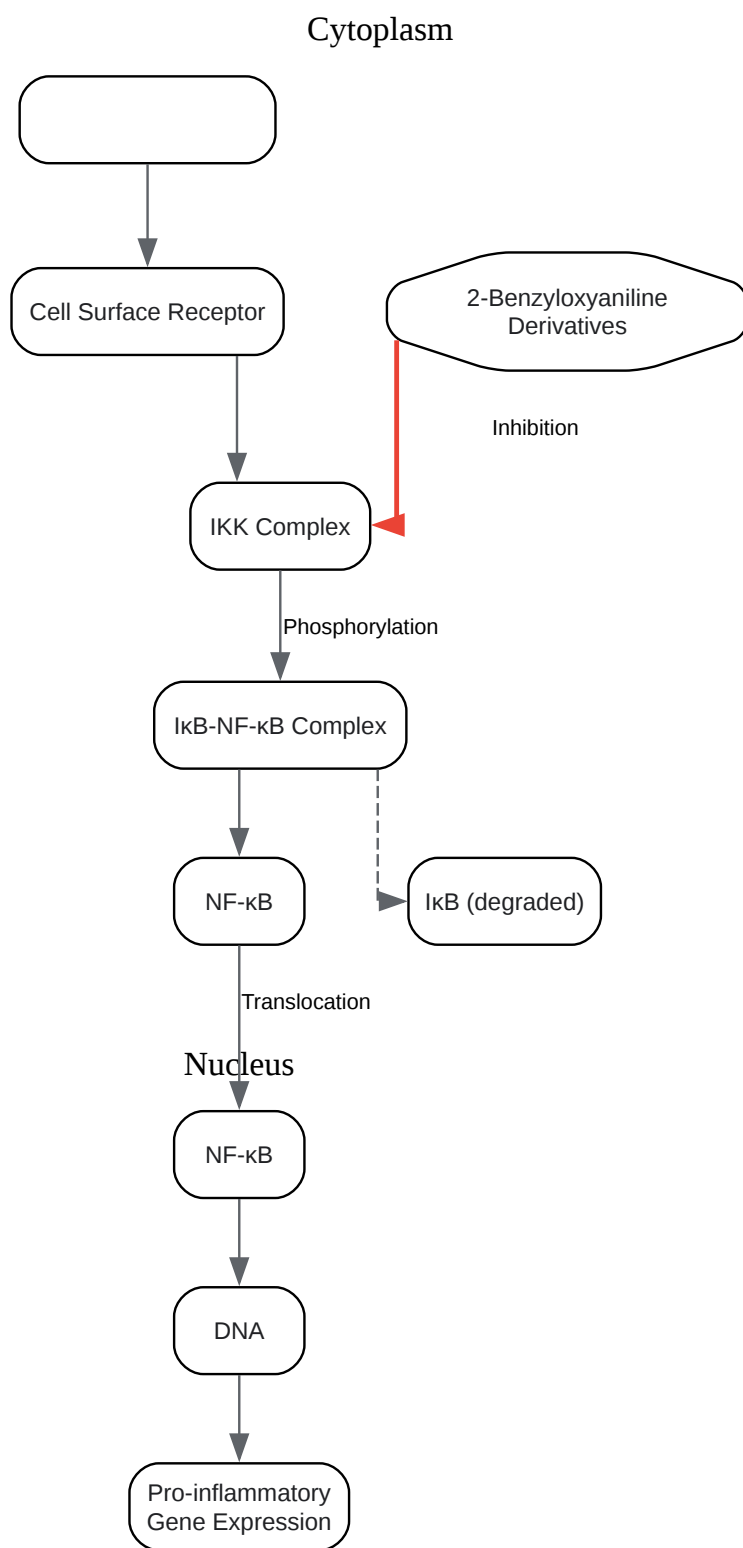 Cytoplasm
Cell Surface Receptor
2-Benzyloxyaniline
Derivatives
Inhibition
IKK Complex
Phosphorylation
IκB-NF-κB Complex
NF-κB
IκB (degraded)
Translocation
Nucleus
NF-κB
DNA
Pro-inflammatory
Gene Expression